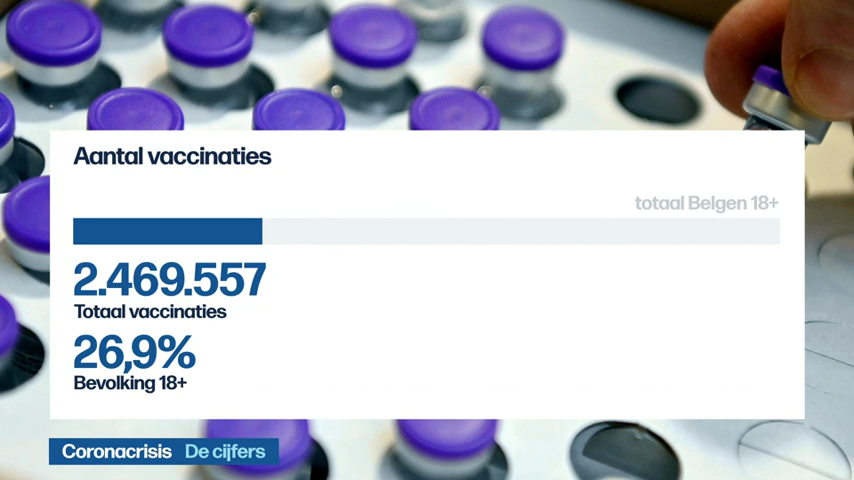 Aantal vaccinaties
totaal Belgen 18+
2.469.557
Totaal vaccinaties
26,9%
Bevolking 18+
Coronacrisis De cijfers